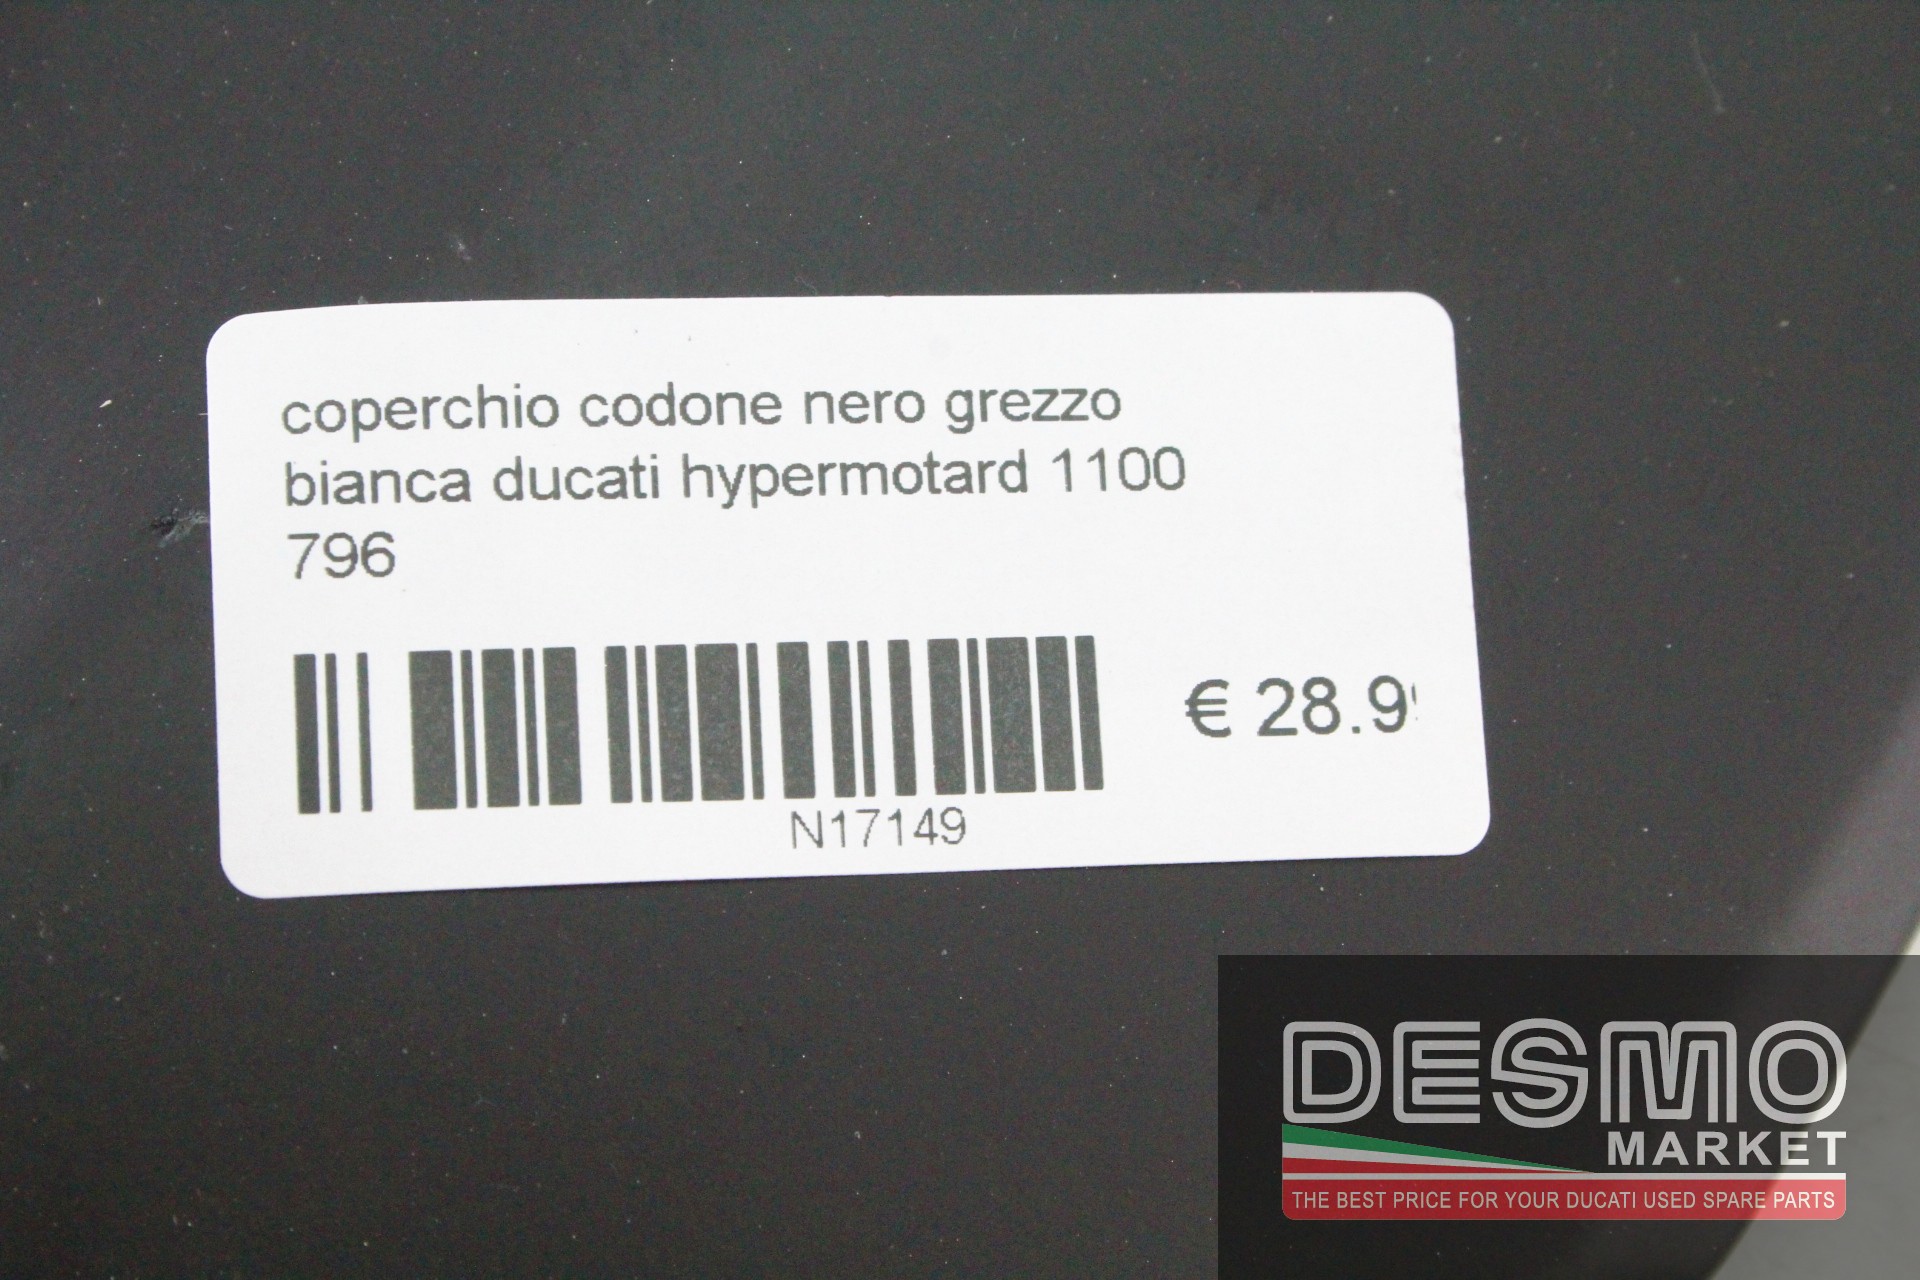 coperchio codone nero grezzo
bianca ducati hypermotard 1100
796
€ 28.9
N17149
DESMO
MARKET
THE BEST PRICE FOR YOUR DUCATI USED SPARE PARTS